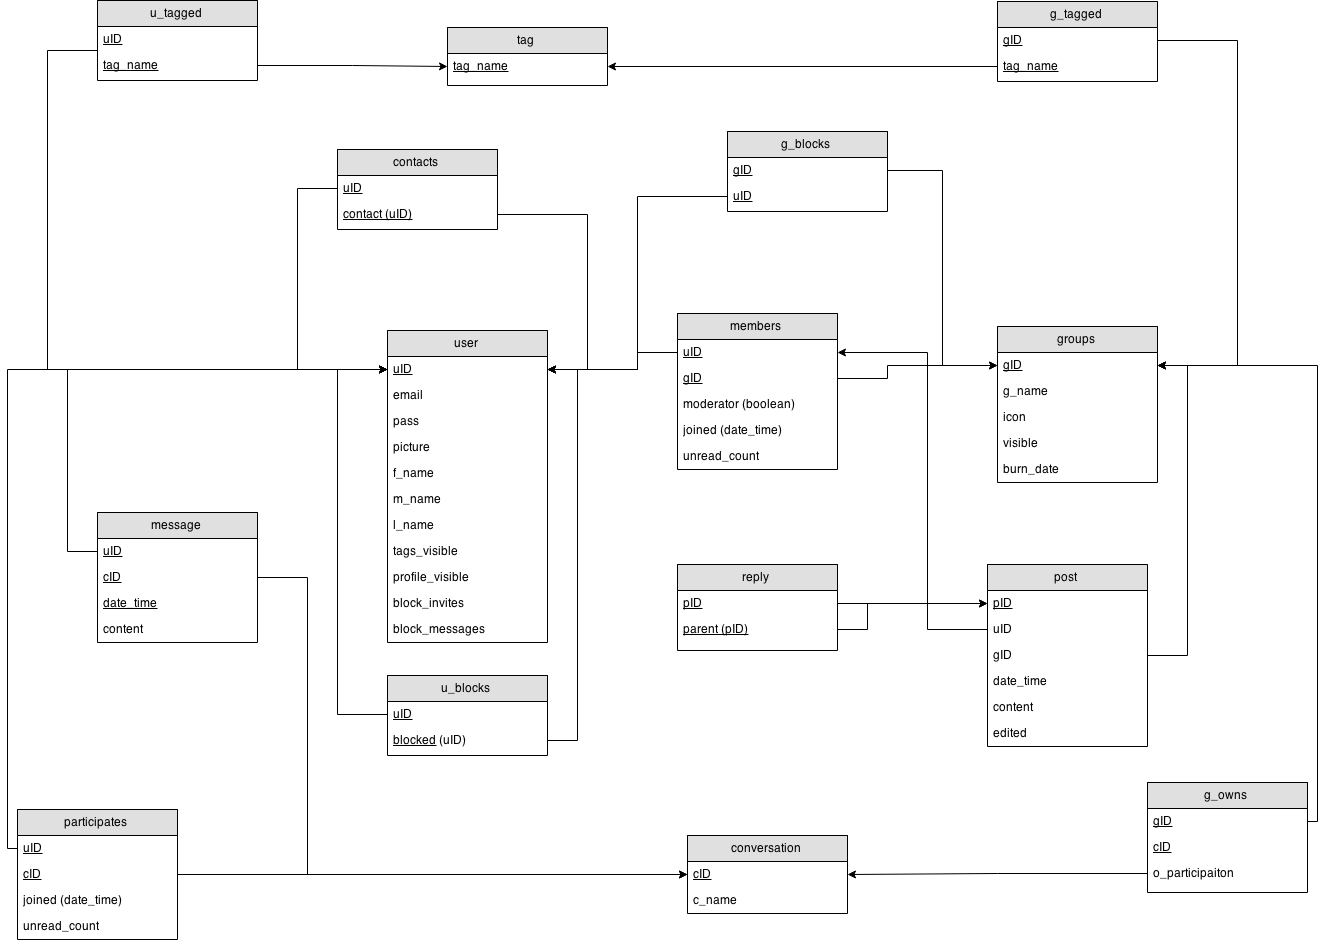 u_tagged
uID
tag_name
tag
tag_name
g_tagged
gID
tag_name
contacts
uID
contact (uID)
g_blocks
gID
uID
user
uID
email
pass
picture
f_name
m_name
l_name
tags_visible
profile_visible
block_invites
block_messages
members
uID
gID
moderator (boolean)
joined (date_time)
unread_count
groups
gID
g_name
icon
visible
burn_date
message
uID
cID
date_time
content
reply
pID
parent (pID)
post
pID
uID
gID
date_time
content
edited
u_blocks
uID
blocked (uID)
participates
uID
cID
joined (date_time)
unread_count
conversation
cID
c_name
g_owns
gID
cID
o_participaiton